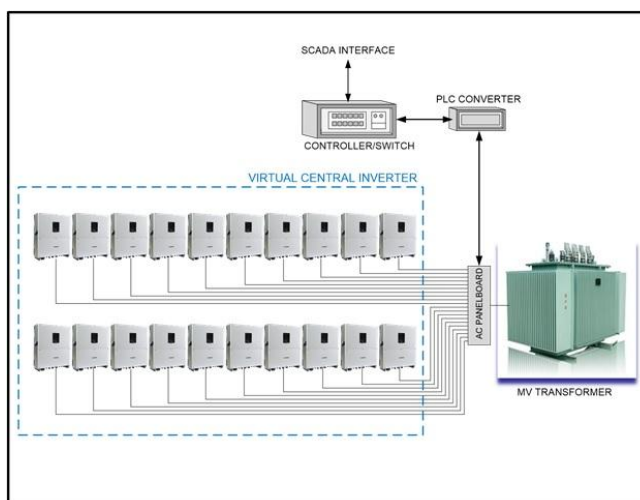 SCADA INTERFACE
PLC CONVERTER
CONTROLLER/SWITCH
VIRTUAL CENTRAL INVERTER
AC PANELBOARD
MV TRANSFORMER